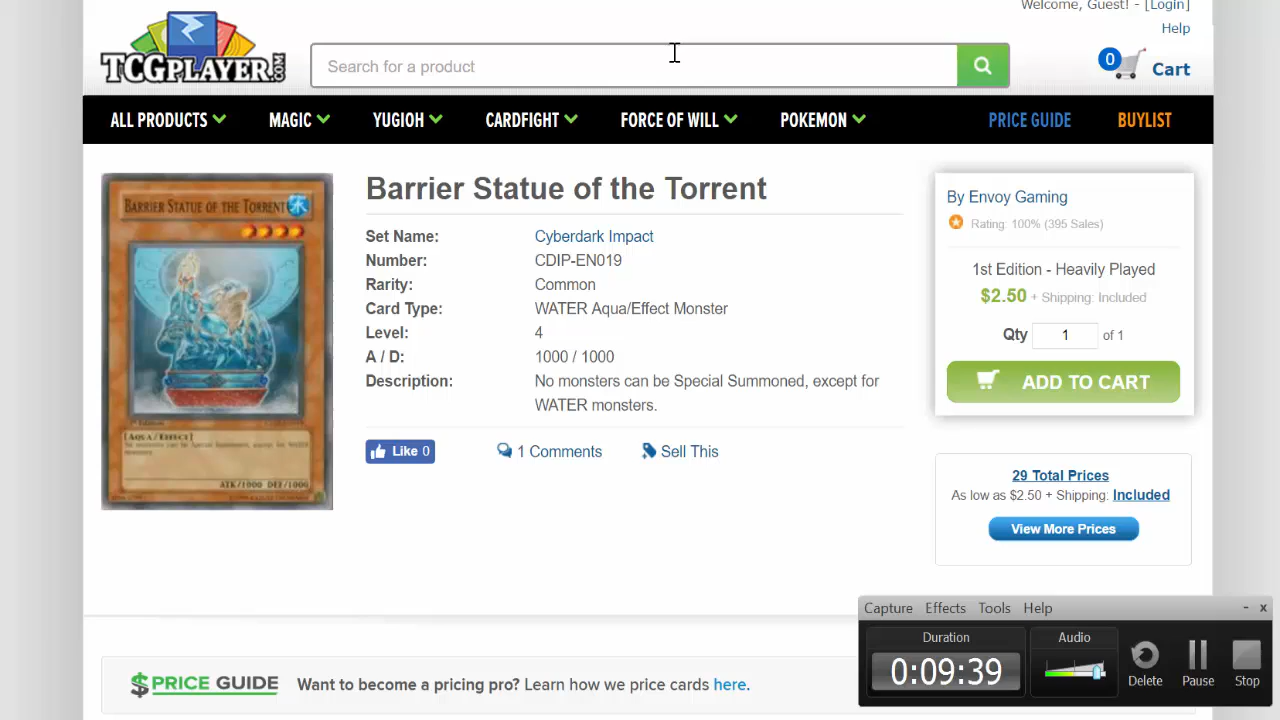 Welcome, Guest! - [Login]
Help
TCGPLAYER.COM
Search for a product
0
Cart
ALL PRODUCTS
MAGIC
YUGIOH
CARDFIGHT
FORCE OF WILL
POKEMON
PRICE GUIDE
BUYLIST
BARRIER STATUE OF THE TORRENT
1st Edition
[AQUA/EFFECT]
ATK/1000 DEF/1000
Barrier Statue of the Torrent
Set Name: Cyberdark Impact
Number: CDIP-EN019
Rarity: Common
Card Type: WATER Aqua/Effect Monster
Level: 4
A / D: 1000 / 1000
Description: No monsters can be Special Summoned, except for
WATER monsters.
Like 0
1 Comments
Sell This
By Envoy Gaming
Rating: 100% (395 Sales)
1st Edition - Heavily Played
$2.50 + Shipping: Included
Qty 1 of 1
ADD TO CART
29 Total Prices
As low as $2.50 + Shipping: Included
View More Prices
$PRICE GUIDE
Want to become a pricing pro? Learn how we price cards here.
Capture Effects Tools Help
- x
Duration
0:09:39
Audio
Delete
Pause
Stop